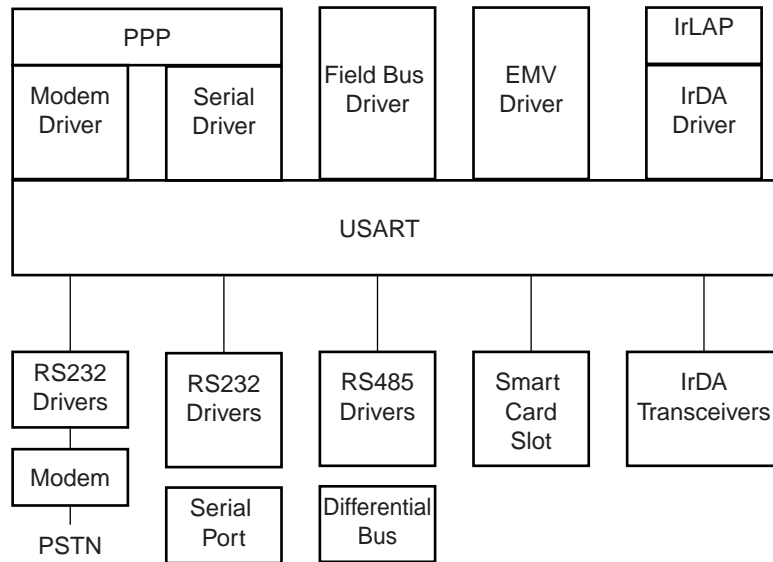 PPP
Modem
Driver
Serial
Driver
Field Bus
Driver
EMV
Driver
IrLAP
IrDA
Driver
USART
RS232
Drivers
Modem
PSTN
RS232
Drivers
Serial
Port
RS485
Drivers
Differential
Bus
Smart
Card
Slot
IrDA
Transceivers